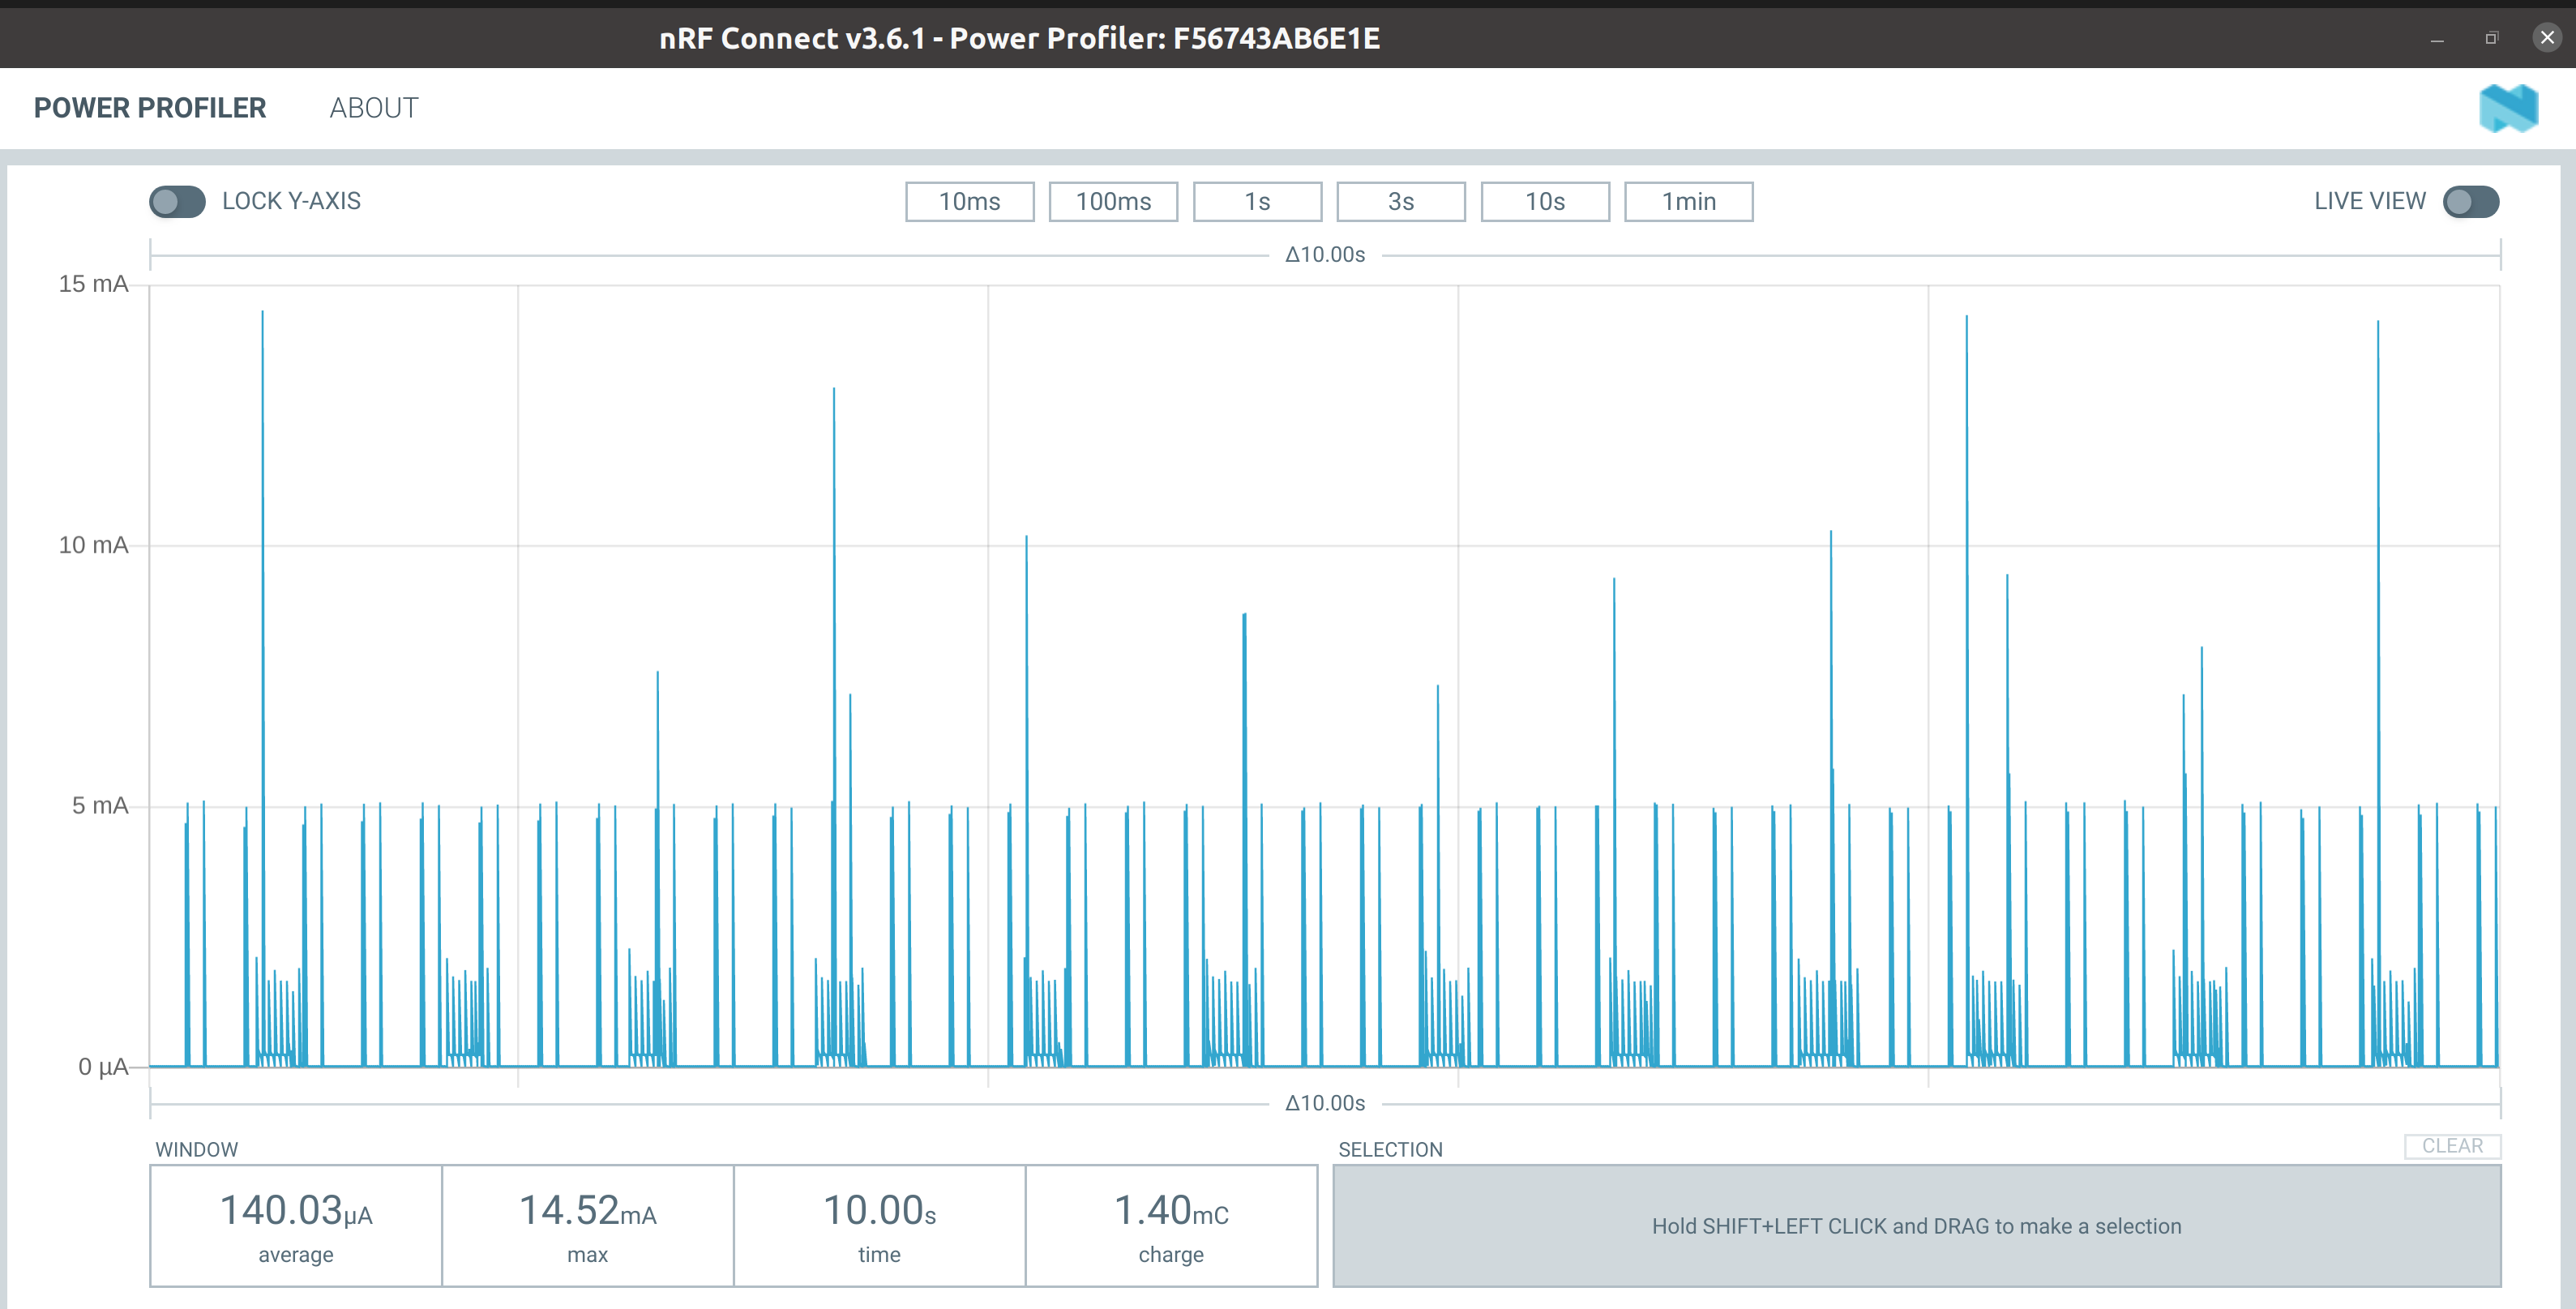 nRF Connect v3.6.1 - Power Profiler: F56743AB6E1E
POWER PROFILER ABOUT
LOCK Y-AXIS 10ms 100ms 1s 3s 10s 1min LIVE VIEW
Δ10.00s
15 mA
10 mA
5 mA
0 µA
Δ10.00s
WINDOW SELECTION CLEAR
140.03µA 14.52mA 10.00s 1.40mC
average max time charge
Hold SHIFT+LEFT CLICK and DRAG to make a selection